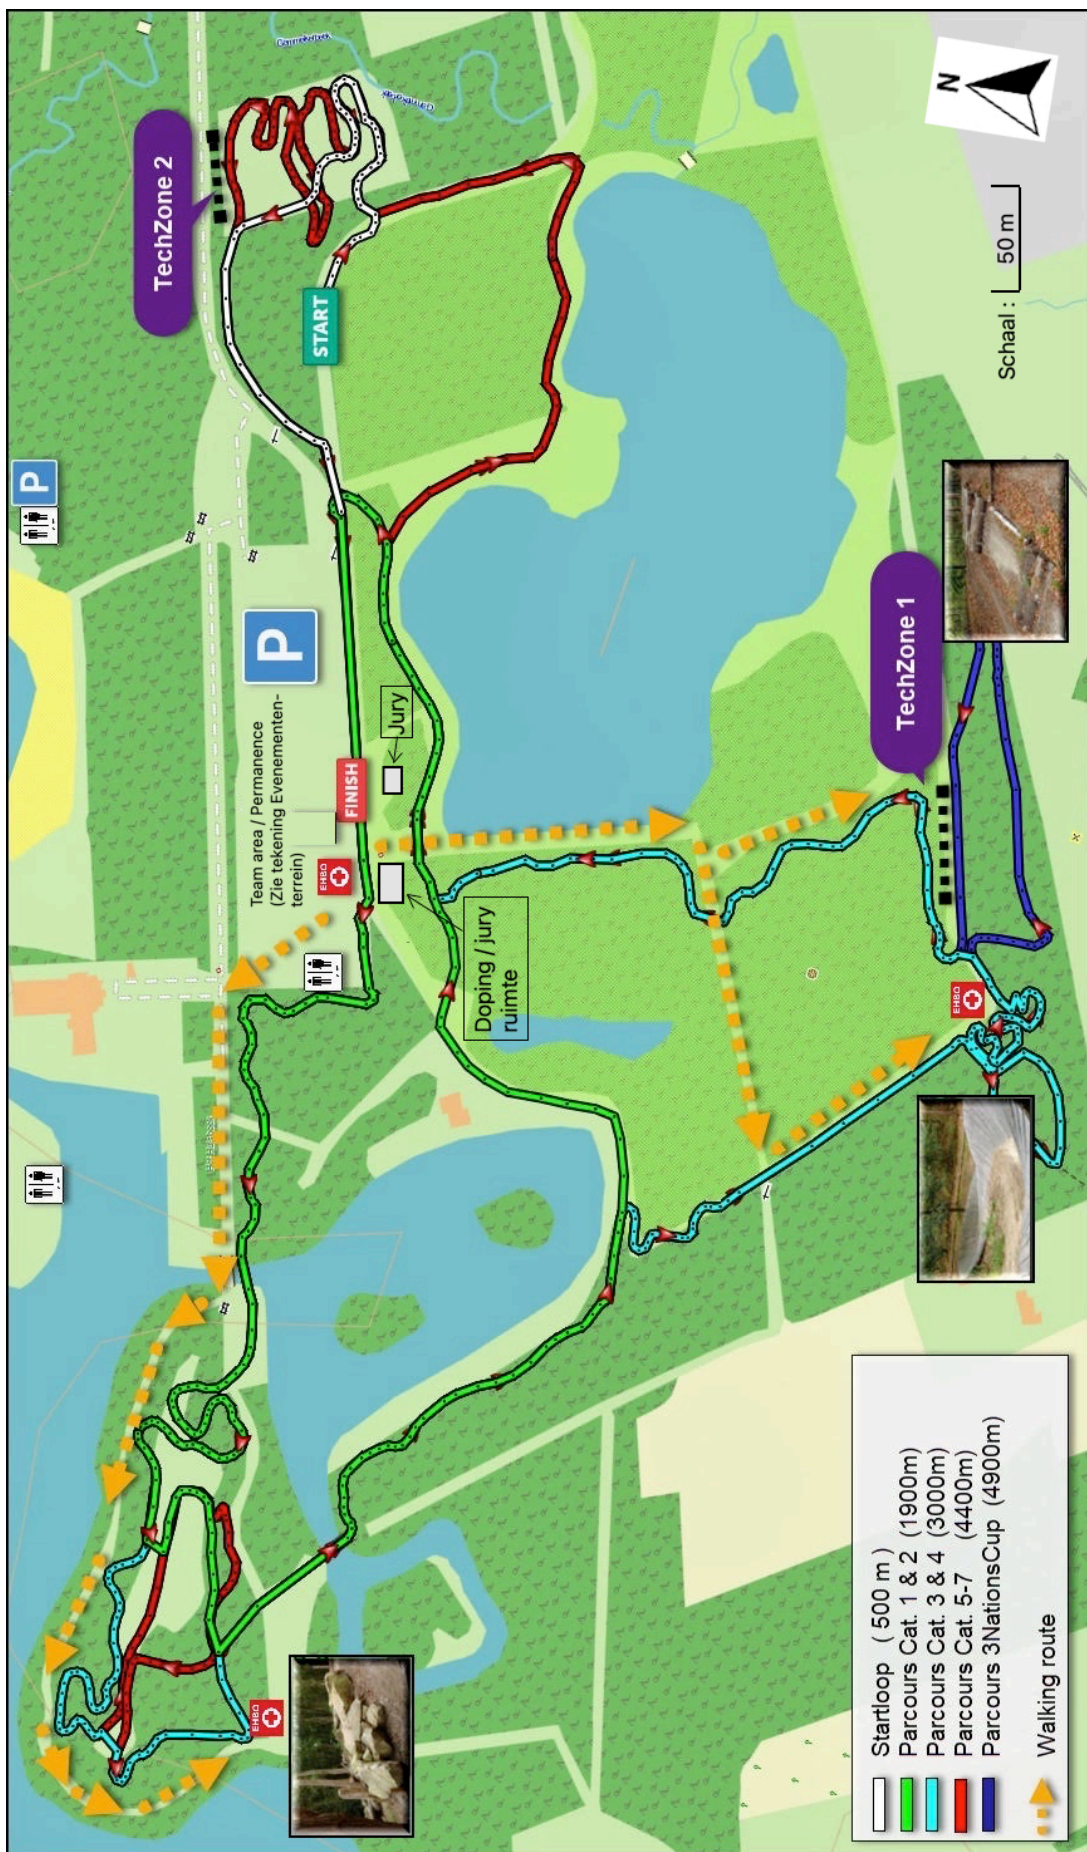 Gammelkerbeek
Gammelkerbeek
TechZone 2
START
P
P
Team area / Permanence
(Zie tekening Evenementen-
terrein)
FINISH
Jury
EHBO
Doping / jury
ruimte
TechZone 1
EHBO
EHBO
N
Schaal : 50 m
Startloop ( 500 m )
Parcours Cat. 1 & 2 (1900m)
Parcours Cat. 3 & 4 (3000m)
Parcours Cat. 5-7 (4400m)
Parcours 3NationsCup (4900m)
Walking route